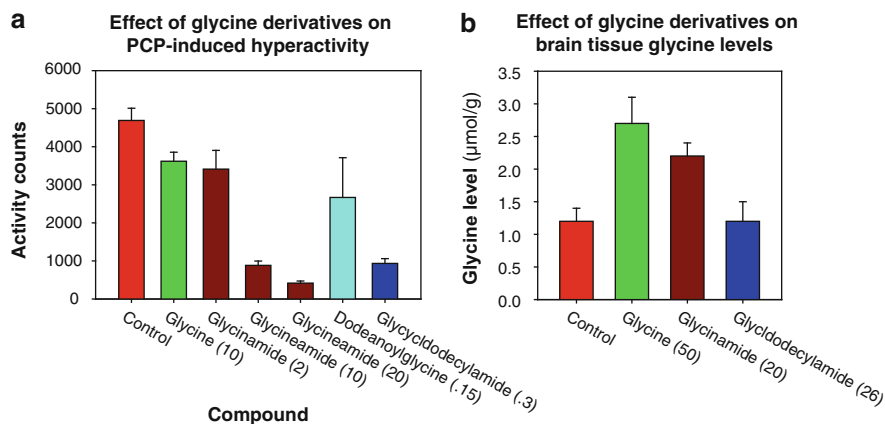 a
Effect of glycine derivatives on
PCP-induced hyperactivity
6000
5000
4000
3000
2000
1000
0
Activity counts
Control
Glycine (10)
Glycinamide (2)
Glycineamide (10)
Glycineamide (20)
Dodeanoylglycine (.15)
Glycycldodecylamide (.3)
Compound
b
Effect of glycine derivatives on
brain tissue glycine levels
3.5
3.0
2.5
2.0
1.5
1.0
0.5
0.0
Glycine level (µmol/g)
Control
Glycine (50)
Glycinamide (20)
Glycldodecylamide (26)